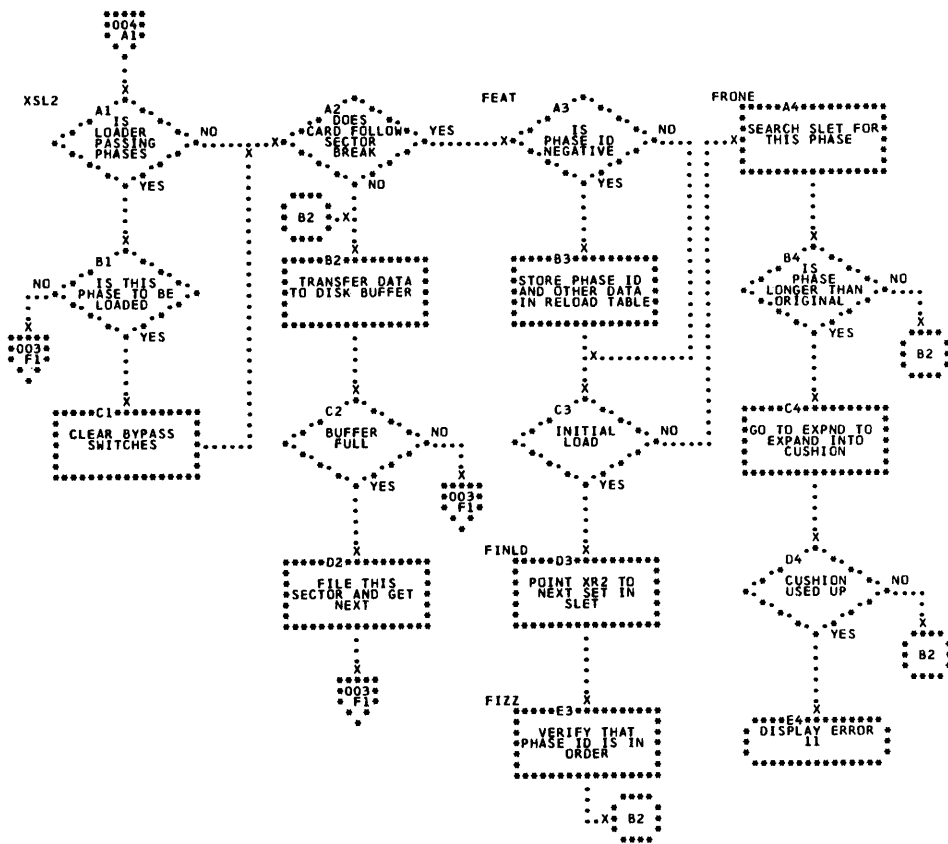 004
A1
XSL2
A1
IS
LOADER
PASSING
PHASES
NO
YES
B1
IS THIS
PHASE TO BE
LOADED
NO
YES
003
F1
C1
CLEAR BYPASS
SWITCHES
A2
DOES
CARD FOLLOW
SECTOR
BREAK
YES
NO
B2
B2
TRANSFER DATA
TO DISK BUFFER
C2
BUFFER
FULL
NO
YES
003
F1
D2
FILE THIS
SECTOR AND GET
NEXT
003
F1
FEAT
A3
IS
PHASE ID
NEGATIVE
NO
YES
B3
STORE PHASE ID
AND OTHER DATA
IN RELOAD TABLE
C3
INITIAL
LOAD
NO
YES
FINLD
D3
POINT XR2 TO
NEXT SET IN
SLET
FIZZ
E3
VERIFY THAT
PHASE ID IS IN
ORDER
B2
FRONE
A4
SEARCH SLET FOR
THIS PHASE
B4
IS
PHASE
LONGER THAN
ORIGINAL
NO
YES
B2
C4
GO TO EXPND TO
EXPAND INTO
CUSHION
D4
CUSHION
USED UP
NO
YES
B2
E4
DISPLAY ERROR
11